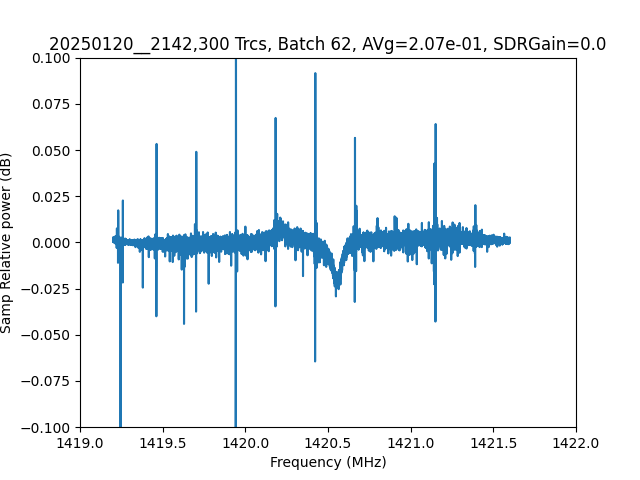 20250120__2142,300 Trcs, Batch 62, AVg=2.07e-01, SDRGain=0.0
0.100
0.075
0.050
0.025
0.000
−0.025
−0.050
−0.075
−0.100
Samp Relative power (dB)
1419.0 1419.5 1420.0 1420.5 1421.0 1421.5 1422.0
Frequency (MHz)